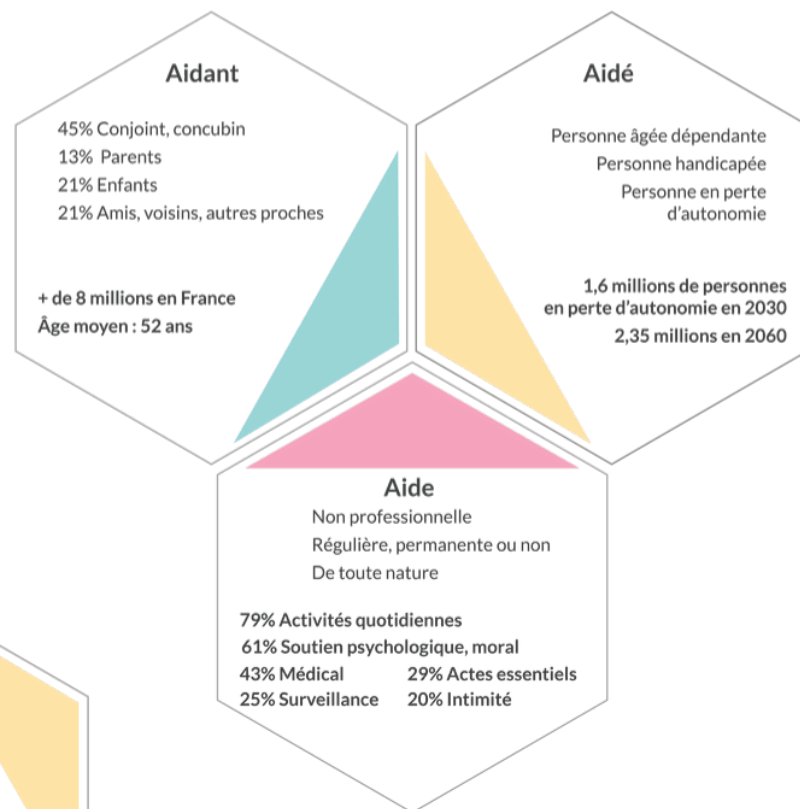 Aidant
45% Conjoint, concubin
13% Parents
21% Enfants
21% Amis, voisins, autres proches
+ de 8 millions en France
Âge moyen : 52 ans
Aidé
Personne âgée dépendante
Personne handicapée
Personne en perte
d'autonomie
1,6 millions de personnes
en perte d'autonomie en 2030
2,35 millions en 2060
Aide
Non professionnelle
Régulière, permanente ou non
De toute nature
79% Activités quotidiennes
61% Soutien psychologique, moral
43% Médical 29% Actes essentiels
25% Surveillance 20% Intimité